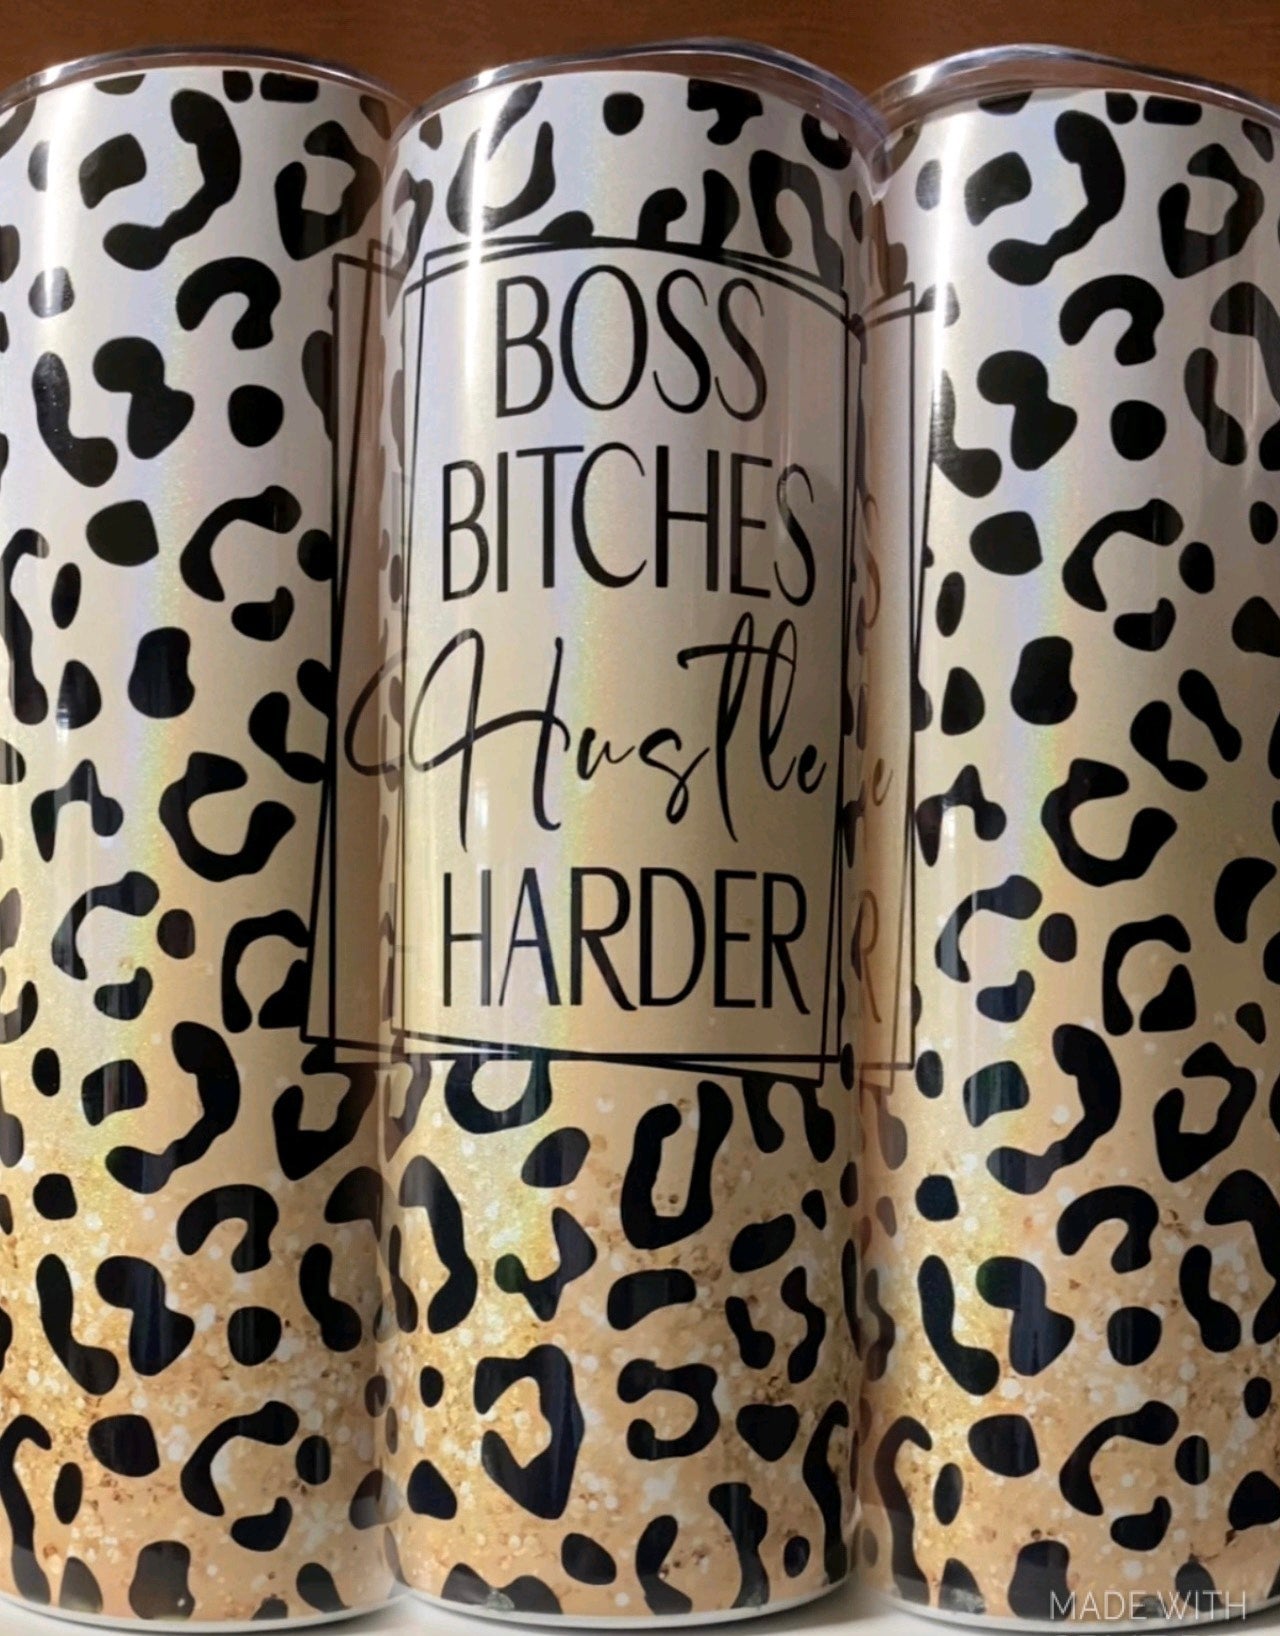 BOSS
BITCHES
Hustle
HARDER
MADE WITH